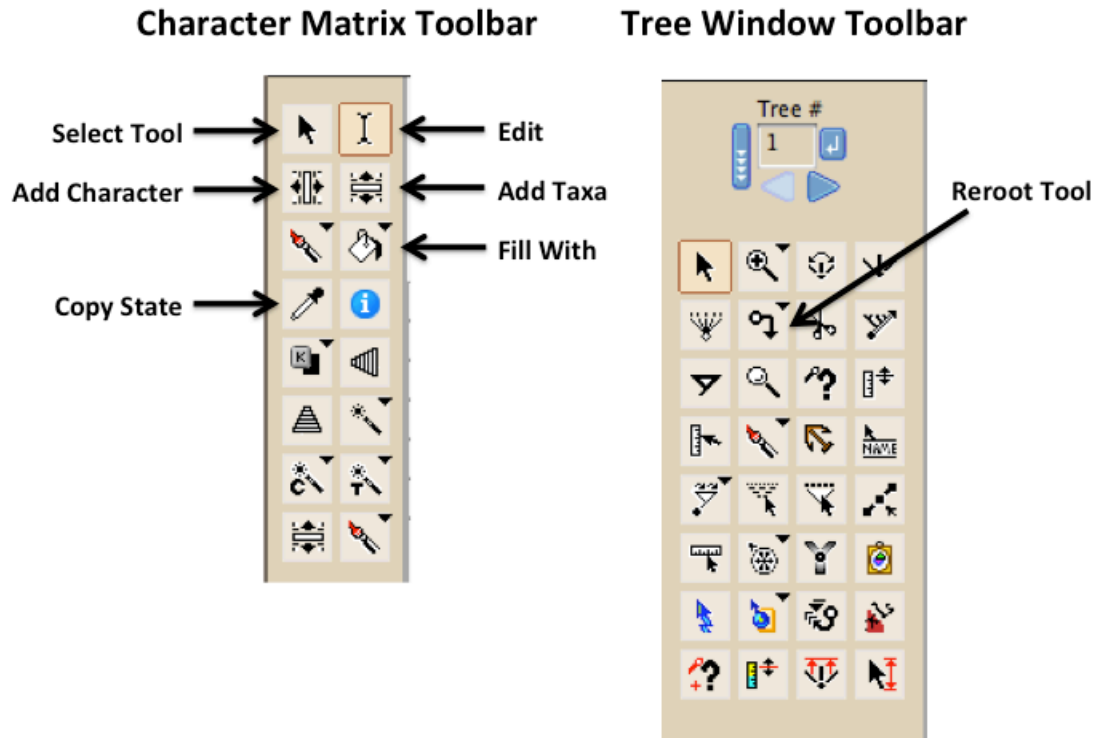 Character Matrix Toolbar
Tree Window Toolbar
Select Tool
Edit
Add Character
Add Taxa
Fill With
Copy State
K
C
T
Tree #
1
Reroot Tool
NAME